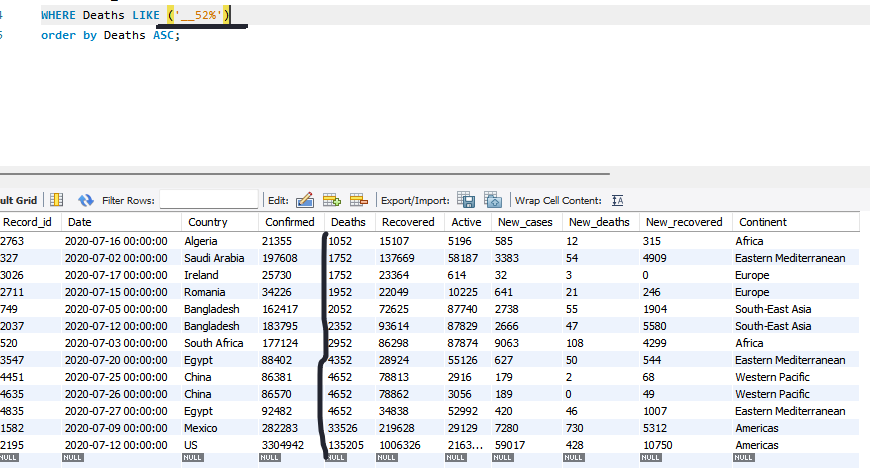 4 WHERE Deaths LIKE ('__52%')
5 order by Deaths ASC;
ult Grid Filter Rows: Edit: Export/Import: Wrap Cell Content: IA
Record_id Date Country Confirmed Deaths Recovered Active New_cases New_deaths New_recovered Continent
2763 2020-07-16 00:00:00 Algeria 21355 1052 15107 5196 585 12 315 Africa
327 2020-07-02 00:00:00 Saudi Arabia 197608 1752 137669 58187 3383 54 4909 Eastern Mediterranean
3026 2020-07-17 00:00:00 Ireland 25730 1752 23364 614 32 3 0 Europe
2711 2020-07-15 00:00:00 Romania 34226 1952 22049 10225 641 21 246 Europe
749 2020-07-05 00:00:00 Bangladesh 162417 2052 72625 87740 2738 55 1904 South-East Asia
2037 2020-07-12 00:00:00 Bangladesh 183795 2352 93614 87829 2666 47 5580 South-East Asia
520 2020-07-03 00:00:00 South Africa 177124 2952 86298 87874 9063 108 4299 Africa
3547 2020-07-20 00:00:00 Egypt 88402 4352 28924 55126 627 50 544 Eastern Mediterranean
4451 2020-07-25 00:00:00 China 86381 4652 78813 2916 179 2 68 Western Pacific
4635 2020-07-26 00:00:00 China 86570 4652 78862 3056 189 0 49 Western Pacific
4835 2020-07-27 00:00:00 Egypt 92482 4652 34838 52992 420 46 1007 Eastern Mediterranean
1582 2020-07-09 00:00:00 Mexico 282283 33526 219628 29129 7280 730 5312 Americas
2195 2020-07-12 00:00:00 US 3304942 135205 1006326 2163... 59017 428 10750 Americas
NULL NULL NULL NULL NULL NULL NULL NULL NULL NULL NULL